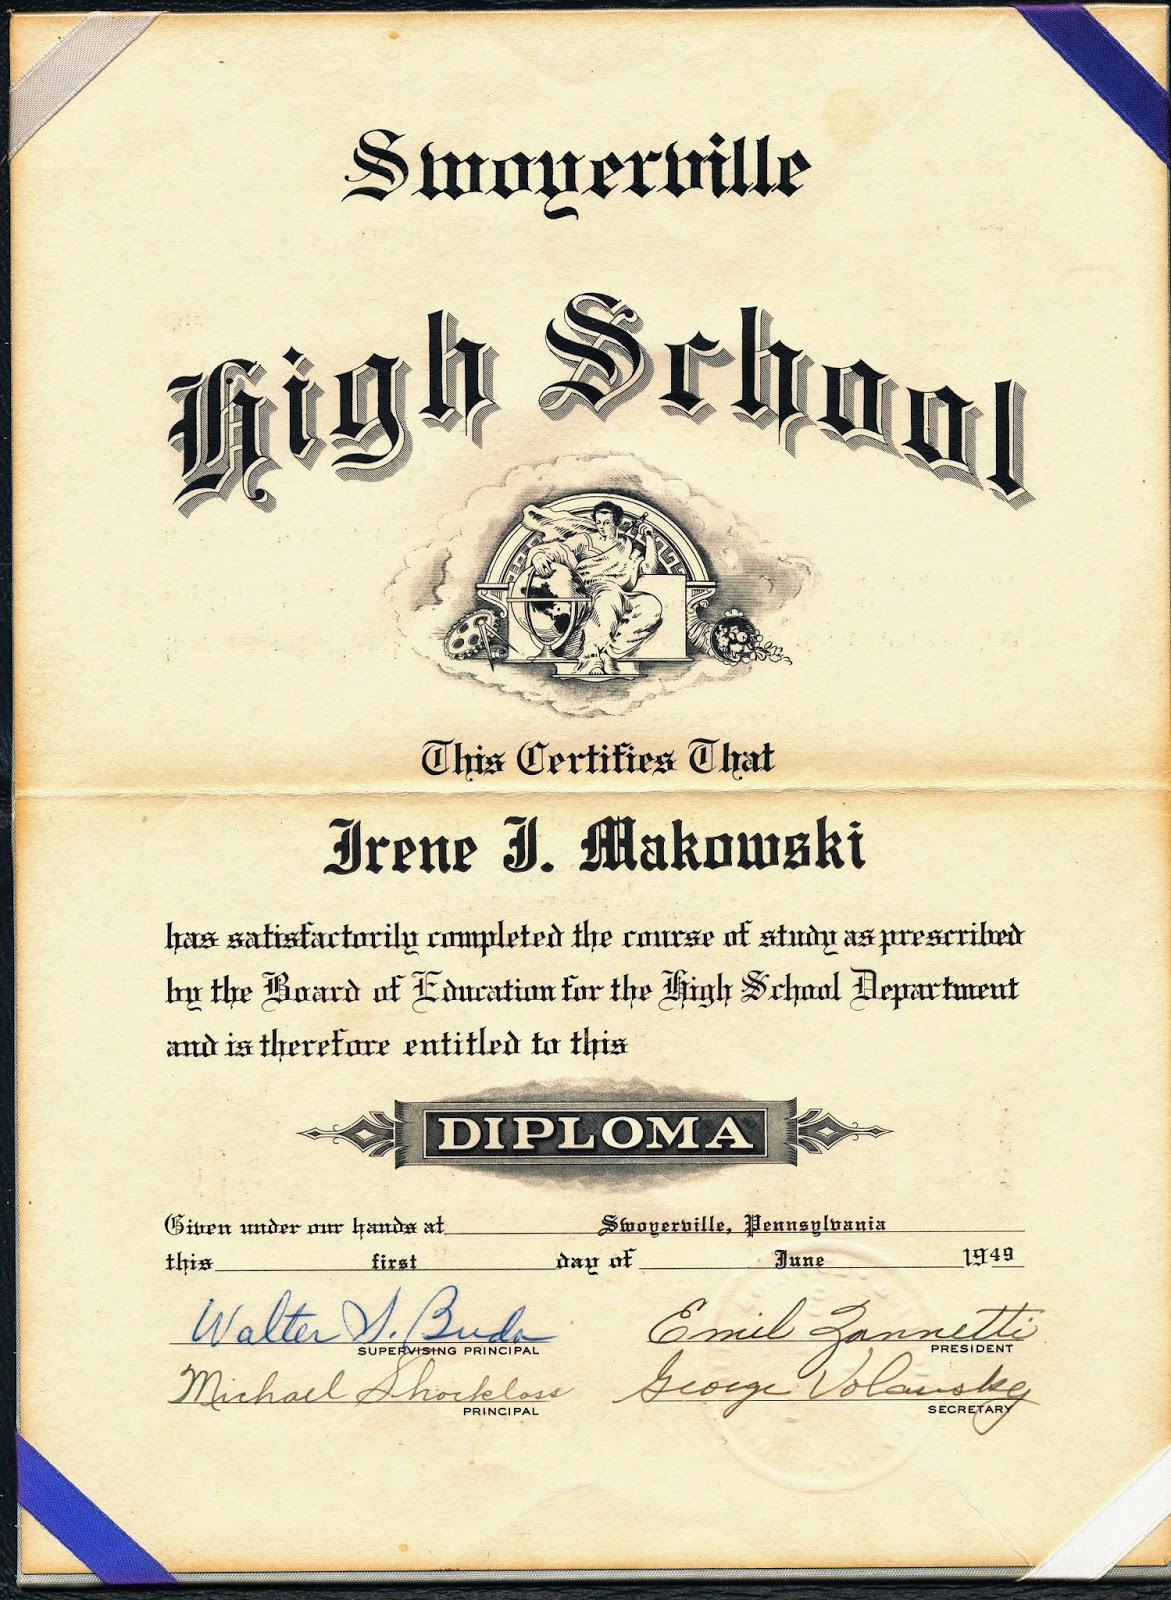 Swoyerville
High School
This Certifies That
Irene J. Makowski
has satisfactorily completed the course of study as prescribed
by the Board of Education for the High School Department
and is therefore entitled to this
DIPLOMA
Given under our hands at Swoyerville, Pennsylvania
this first day of June 1949
Walter S. Buda Emil Zannetti
SUPERVISING PRINCIPAL PRESIDENT
Michael Shockloss George Volansky
PRINCIPAL SECRETARY